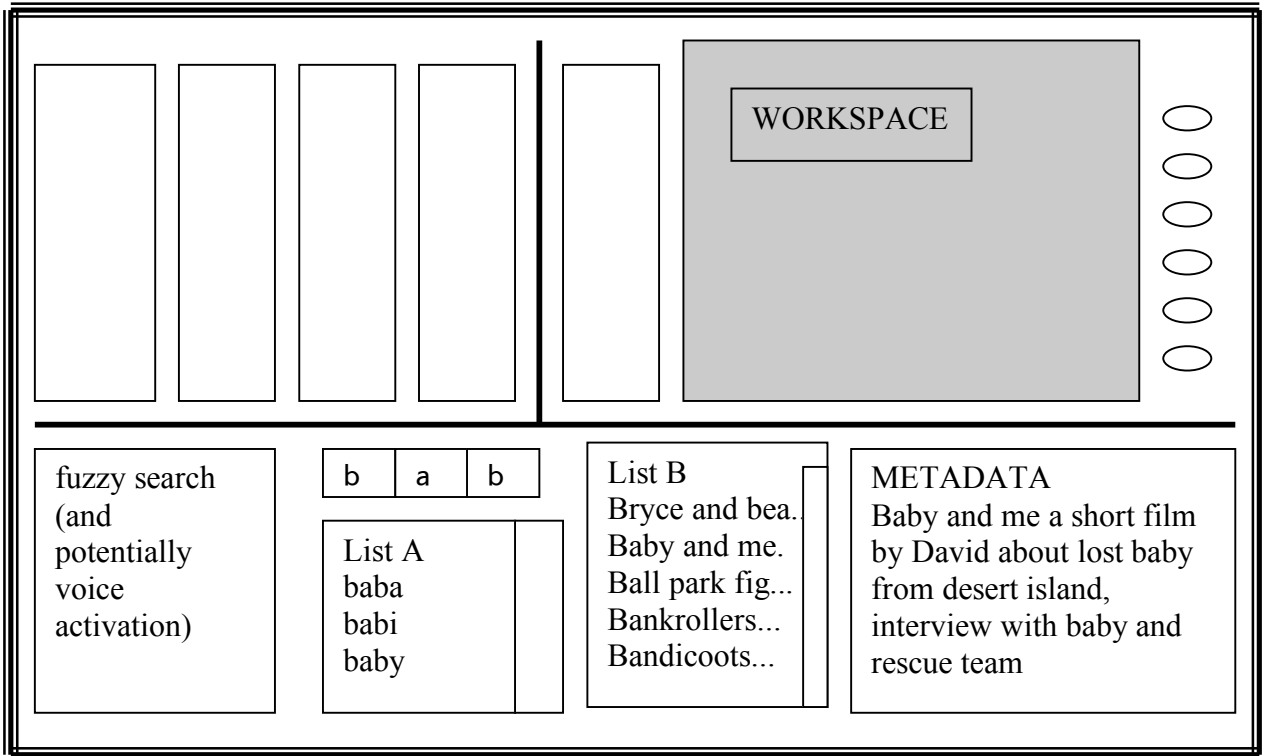 WORKSPACE
fuzzy search
(and
potentially
voice
activation)
b a b
List A
baba
babi
baby
List B
Bryce and bea..
Baby and me.
Ball park fig...
Bankrollers...
Bandicoots...
METADATA
Baby and me a short film
by David about lost baby
from desert island,
interview with baby and
rescue team